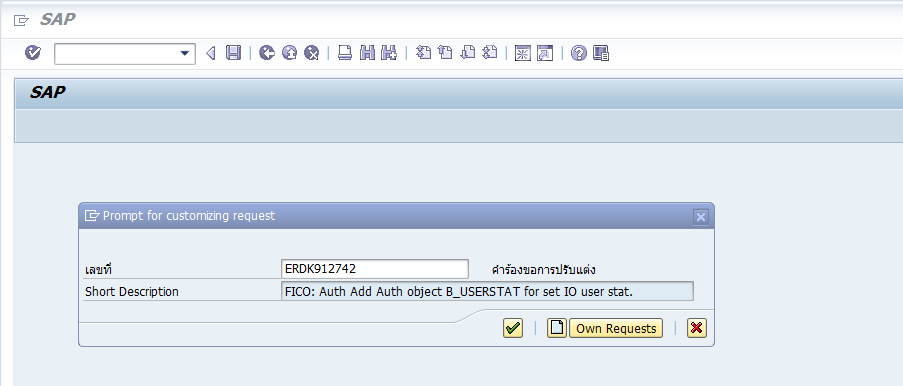 SAP
SAP
Prompt for customizing request
เลขที่ ERDK912742 คำร้องขอการปรับแต่ง
Short Description FICO: Auth Add Auth object B_USERSTAT for set IO user stat.
Own Requests